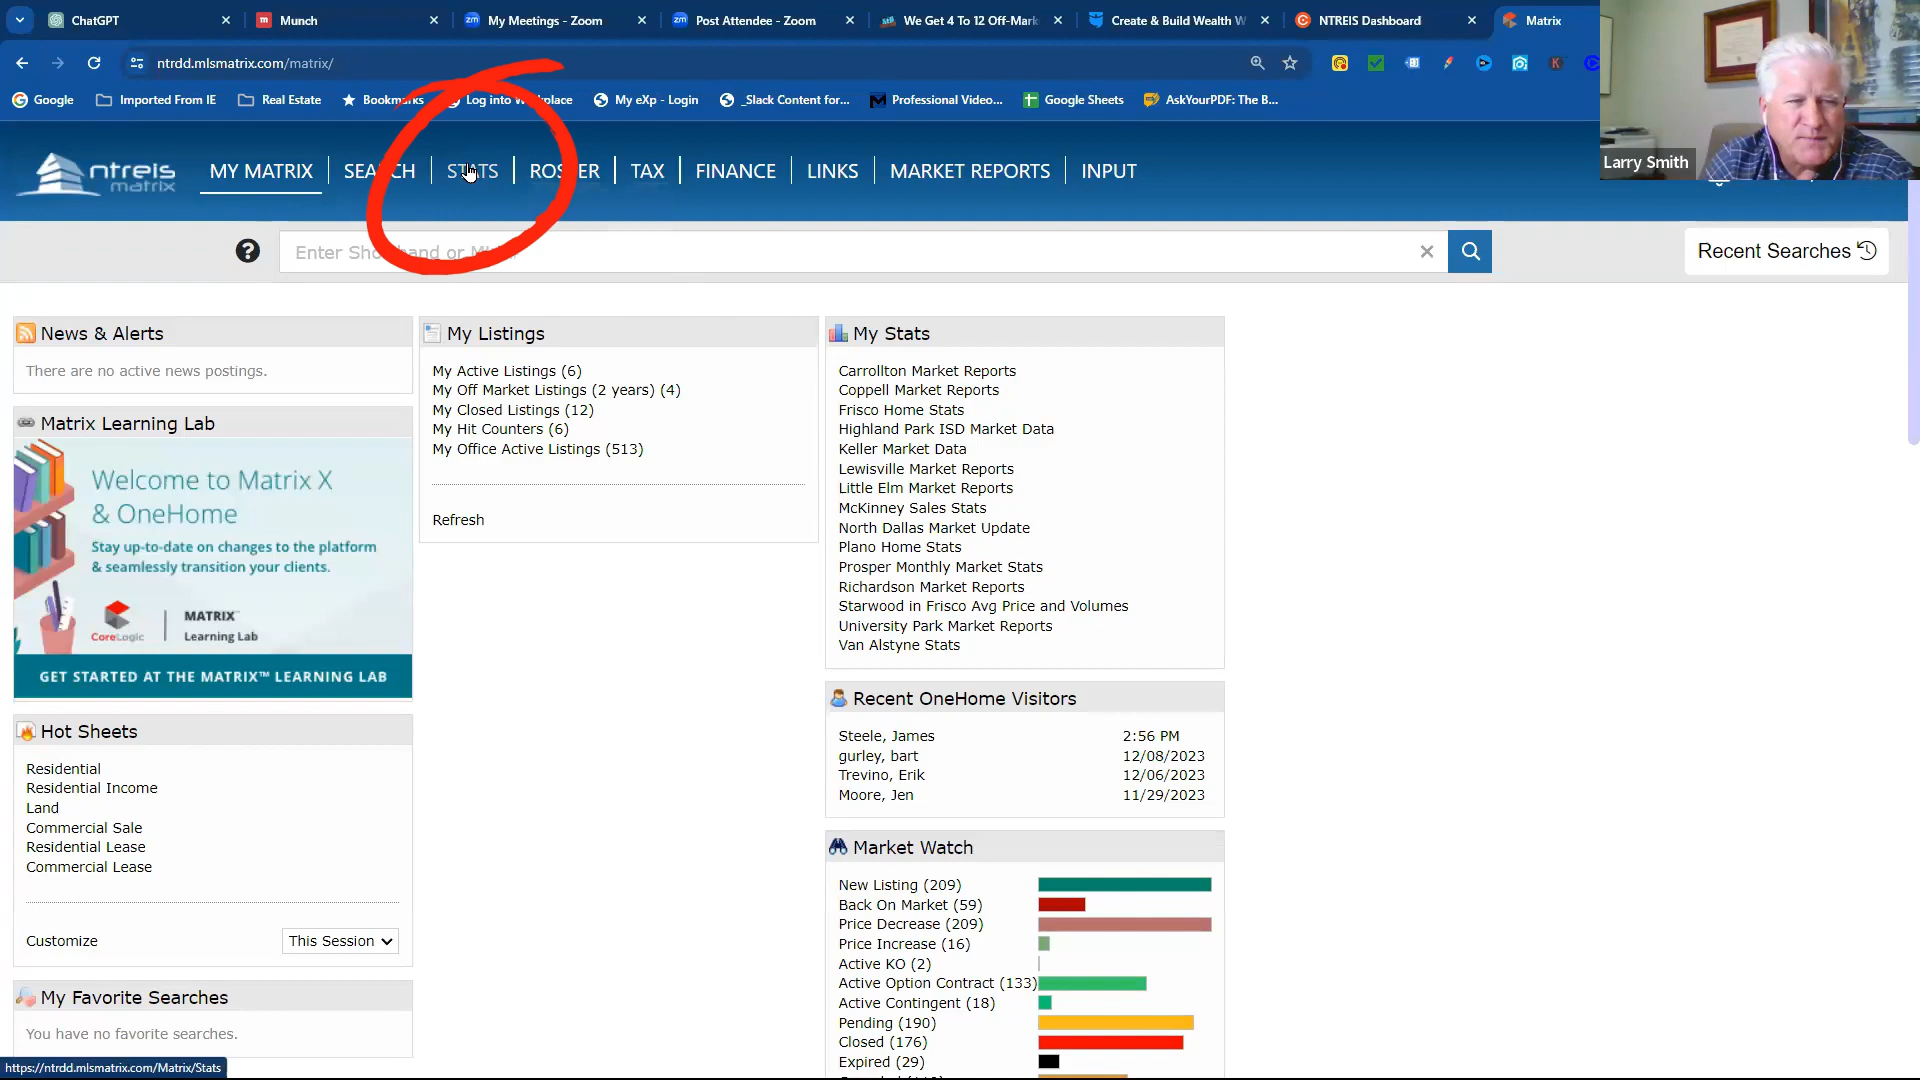 ChatGPT
Munch
My Meetings - Zoom
Post Attendee - Zoom
We Get 4 To 12 Off-Mark
Create & Build Wealth W
NTREIS Dashboard
Matrix
ntrdd.mlsmatrix.com/matrix/
Google
Imported From IE
Real Estate
Bookmarks
Log into Workplace
My eXp - Login
_Slack Content for...
Professional Video...
Google Sheets
AskYourPDF: The B...
Larry Smith
ntreis
matrix
MY MATRIX
SEARCH
STATS
ROSTER
TAX
FINANCE
LINKS
MARKET REPORTS
INPUT
Enter Shorthand or
Recent Searches
News & Alerts
There are no active news postings.
Matrix Learning Lab
Welcome to Matrix X
& OneHome
Stay up-to-date on changes to the platform
& seamlessly transition your clients.
CoreLogic
MATRIX™
Learning Lab
GET STARTED AT THE MATRIX™ LEARNING LAB
Hot Sheets
Residential
Residential Income
Land
Commercial Sale
Residential Lease
Commercial Lease
Customize
This Session
My Favorite Searches
You have no favorite searches.
My Listings
My Active Listings (6)
My Off Market Listings (2 years) (4)
My Closed Listings (12)
My Hit Counters (6)
My Office Active Listings (513)
Refresh
My Stats
Carrollton Market Reports
Coppell Market Reports
Frisco Home Stats
Highland Park ISD Market Data
Keller Market Data
Lewisville Market Reports
Little Elm Market Reports
McKinney Sales Stats
North Dallas Market Update
Plano Home Stats
Prosper Monthly Market Stats
Richardson Market Reports
Starwood in Frisco Avg Price and Volumes
University Park Market Reports
Van Alstyne Stats
Recent OneHome Visitors
Steele, James 2:56 PM
gurley, bart 12/08/2023
Trevino, Erik 12/06/2023
Moore, Jen 11/29/2023
Market Watch
New Listing (209)
Back On Market (59)
Price Decrease (209)
Price Increase (16)
Active KO (2)
Active Option Contract (133)
Active Contingent (18)
Pending (190)
Closed (176)
Expired (29)
https://ntrdd.mlsmatrix.com/Matrix/Stats